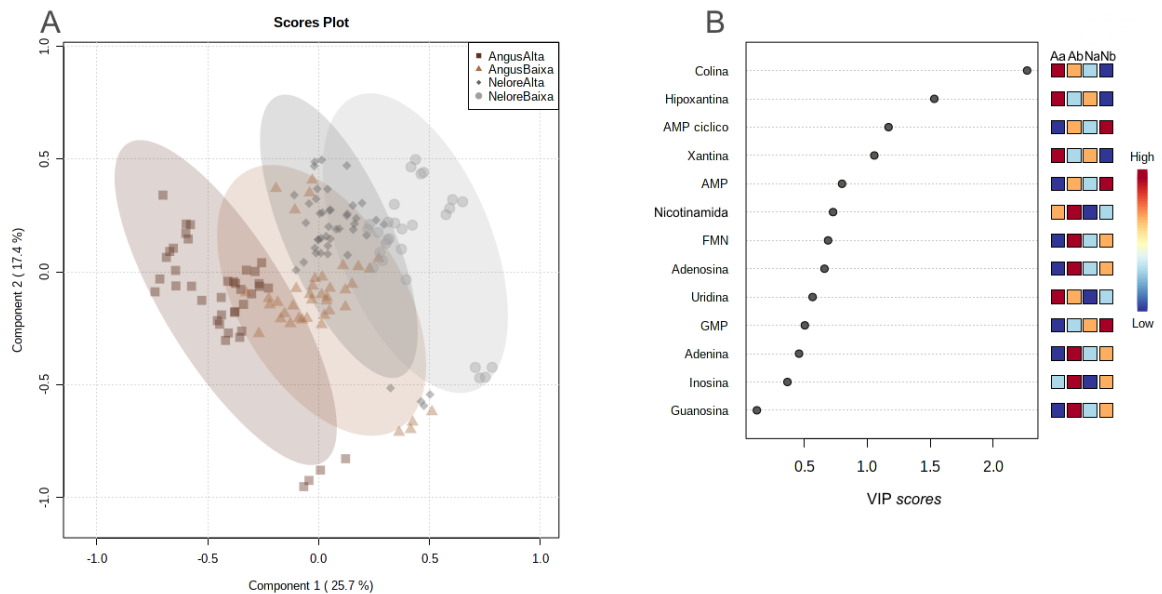 A
Scores Plot
AngusAlta
AngusBaixa
NeloreAlta
NeloreBaixa
1.0
0.5
0.0
-0.5
-1.0
Component 2 ( 17.4 %)
-1.0 -0.5 0.0 0.5 1.0
Component 1 ( 25.7 %)
B
Aa Ab Na Nb
Colina
Hipoxantina
AMP ciclico
Xantina
AMP
Nicotinamida
FMN
Adenosina
Uridina
GMP
Adenina
Inosina
Guanosina
High
Low
0.5 1.0 1.5 2.0
VIP scores